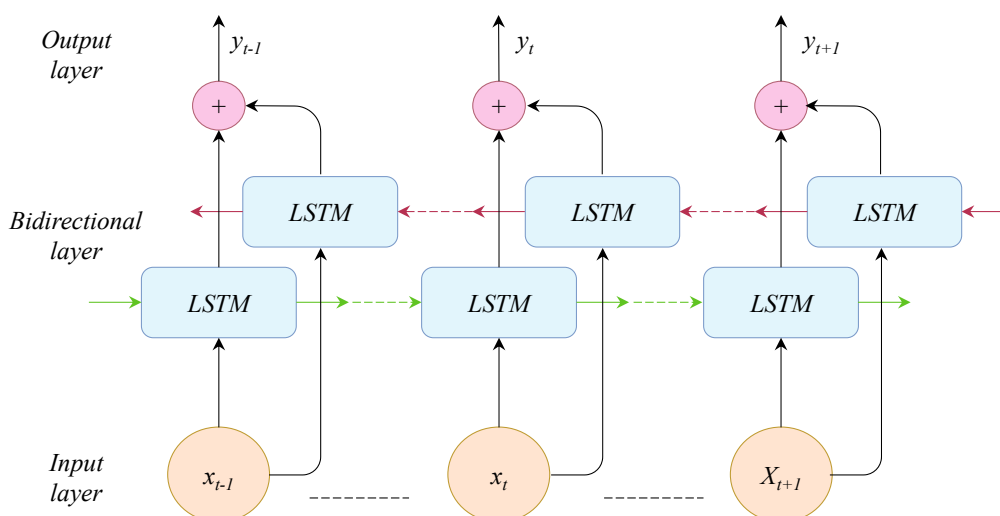 Output
layer
y_{t-1}
y_t
y_{t+1}
+
+
+
Bidirectional
layer
LSTM
LSTM
LSTM
LSTM
LSTM
LSTM
Input
layer
x_{t-1}
x_t
X_{t+1}